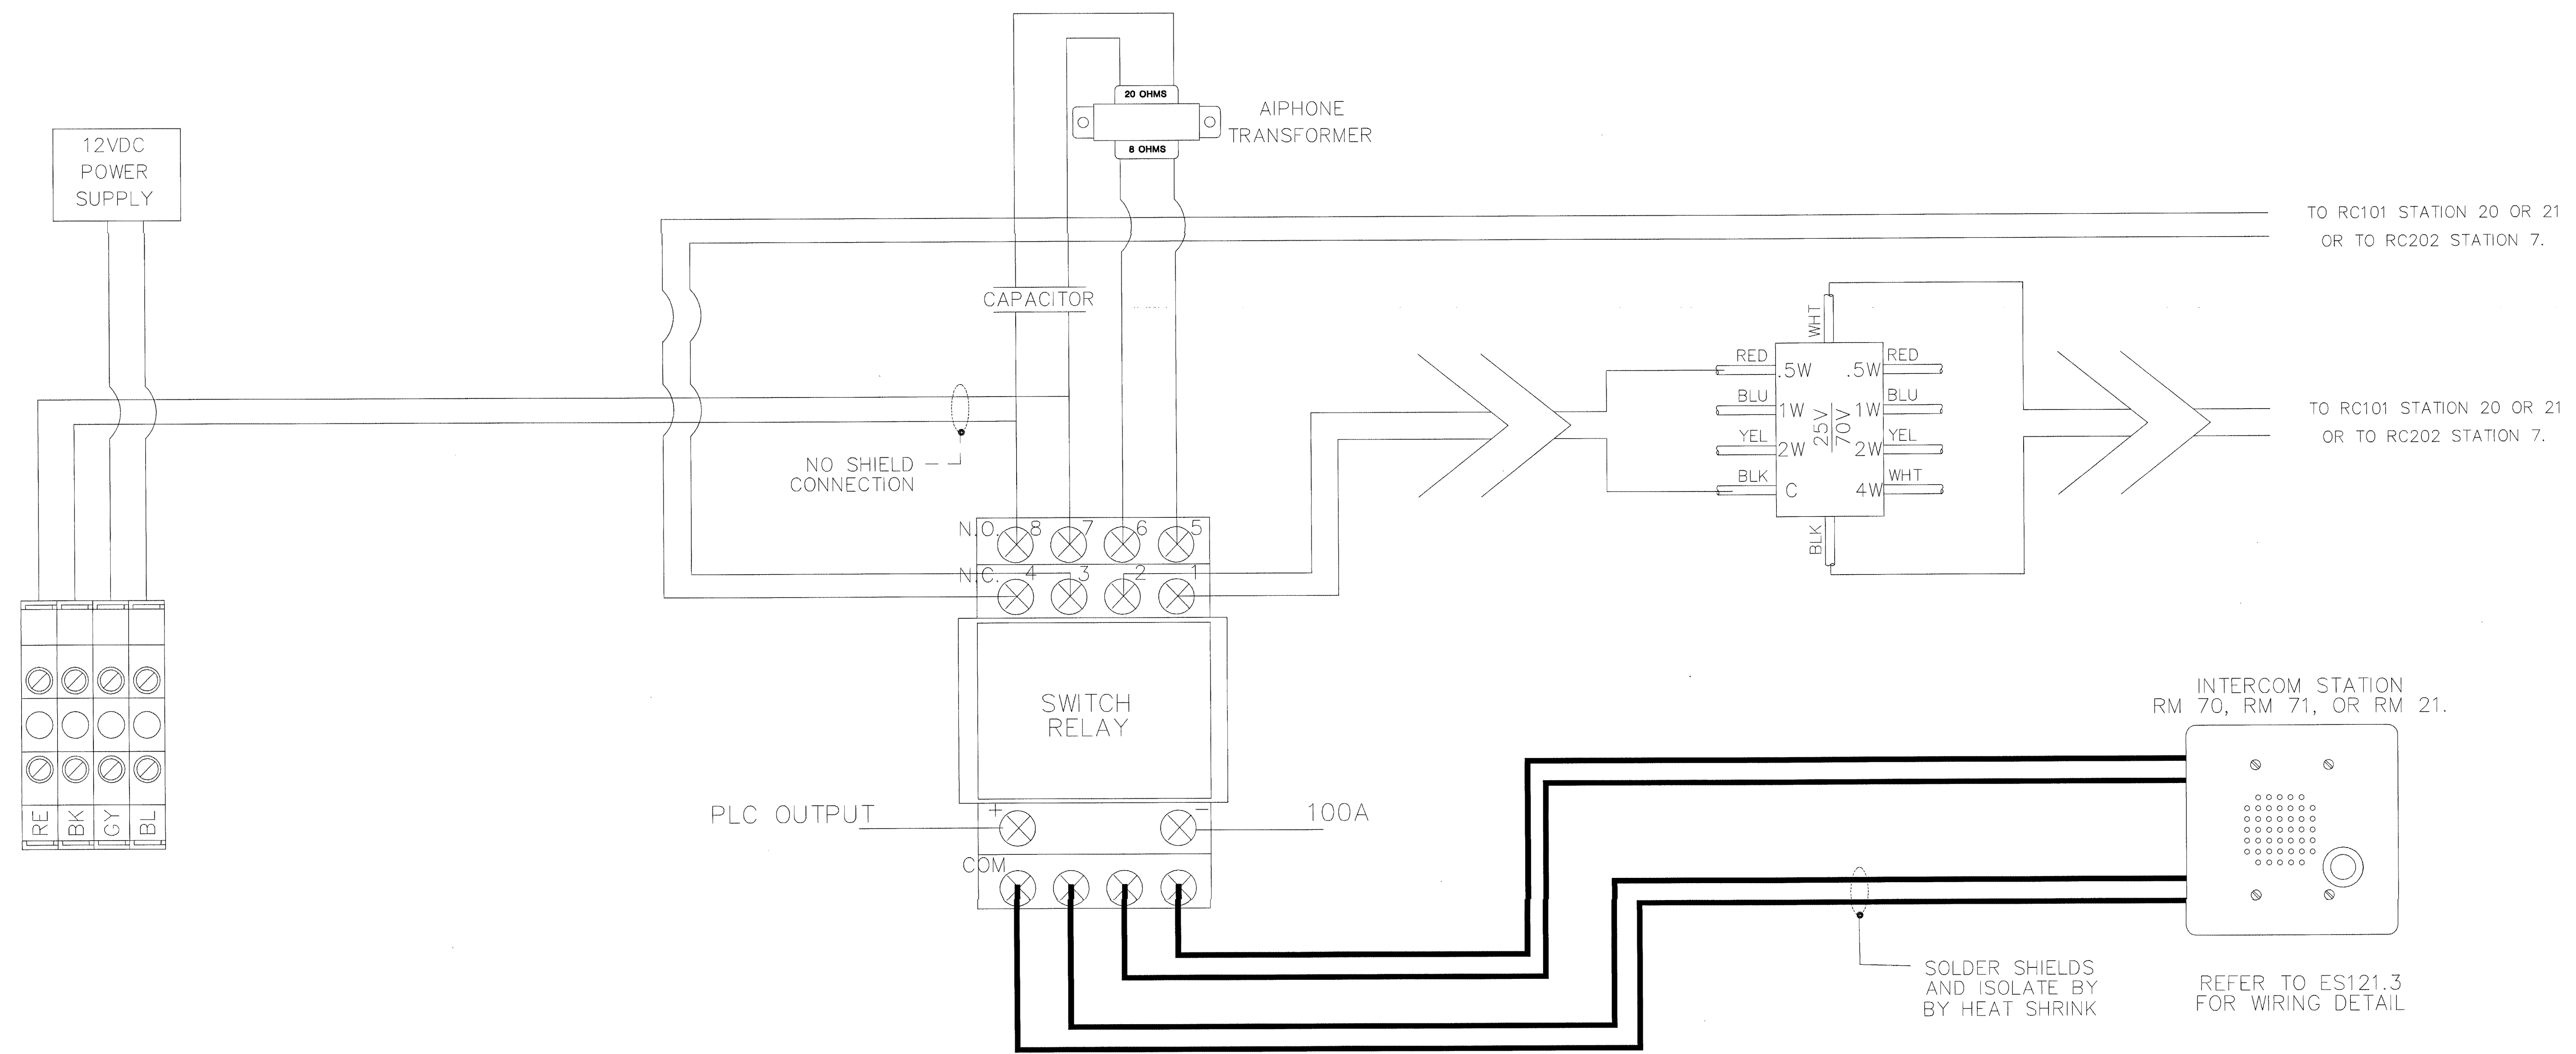 20 OHMS
8 OHMS
AIPHONE
TRANSFORMER
12VDC
POWER
SUPPLY
TO RC101 STATION 20 OR 21
OR TO RC202 STATION 7.
CAPACITOR
NO SHIELD
CONNECTION
WHT
RED
BLU
YEL
BLK
.5W
1W
2W
C
25V
70V
.5W
1W
2W
4W
RED
BLU
YEL
WHT
BLK
TO RC101 STATION 20 OR 21
OR TO RC202 STATION 7.
N.O. 8 7 6 5
N.C. 4 3 2 1
SWITCH
RELAY
PLC OUTPUT
+
-
100A
COM
RE
BK
GY
BL
INTERCOM STATION
RM 70, RM 71, OR RM 21.
SOLDER SHIELDS
AND ISOLATE BY
BY HEAT SHRINK
REFER TO ES121.3
FOR WIRING DETAIL